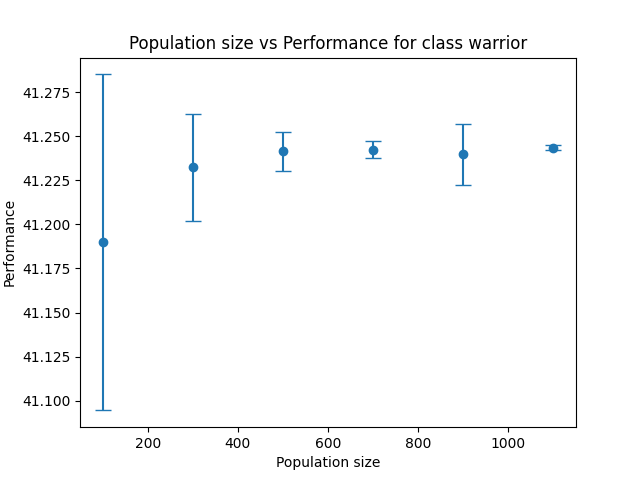 Population size vs Performance for class warrior
41.275
41.250
41.225
41.200
41.175
41.150
41.125
41.100
Performance
200 400 600 800 1000
Population size